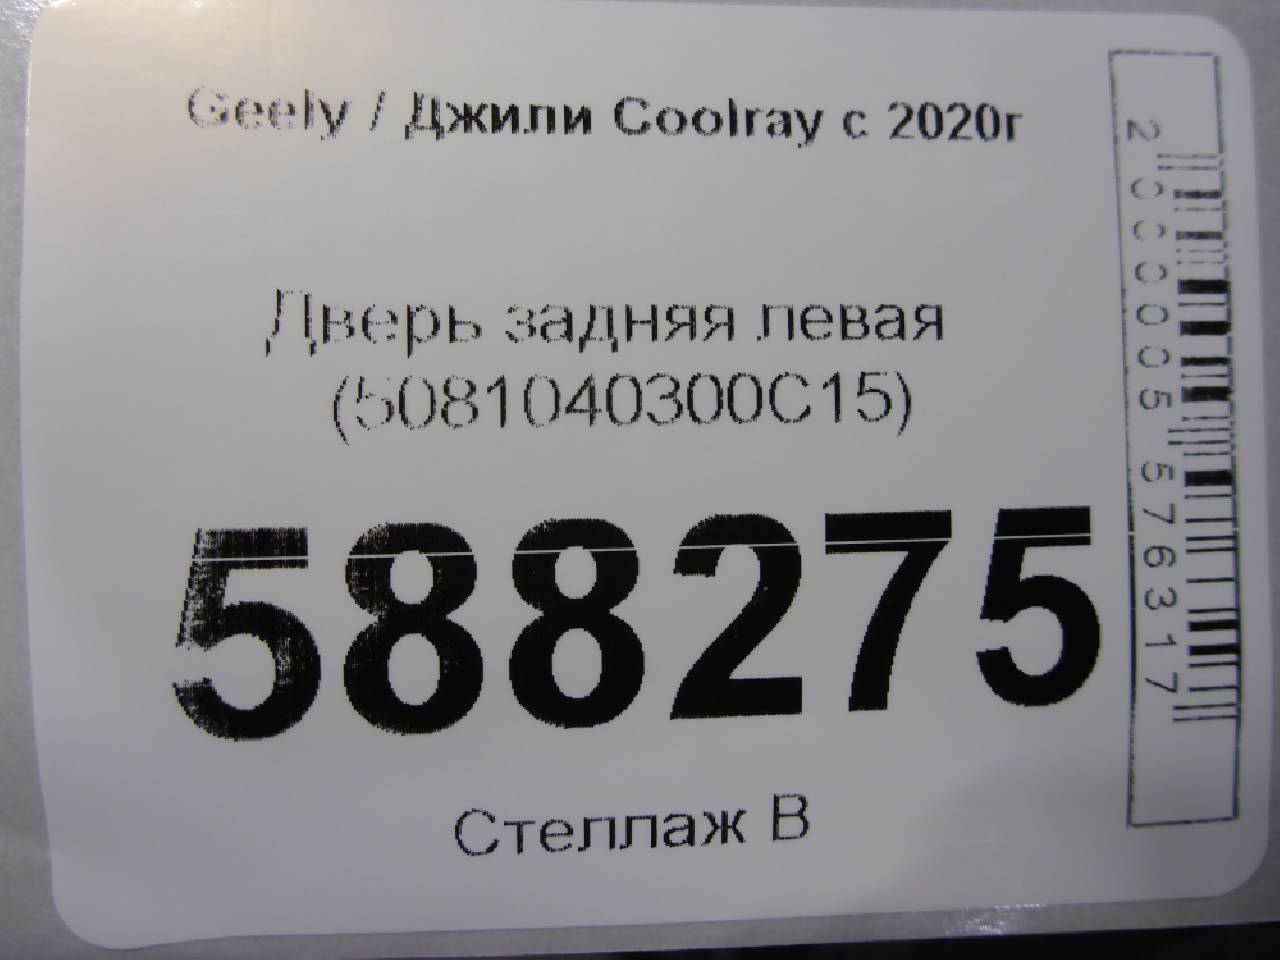 Geely / Джили Coolray с 2020г
Дверь задняя левая
(5081040300C15)
588275
Стеллаж В
2000005576317